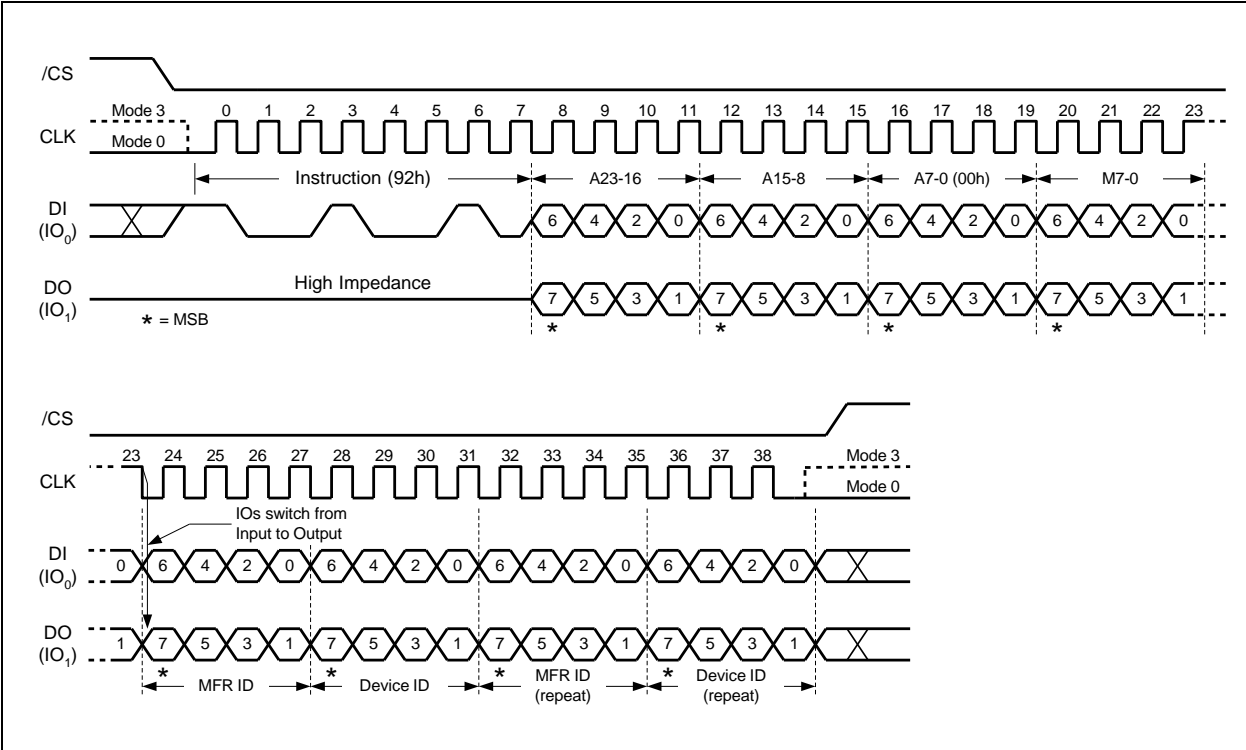 /CS
Mode 3 0 1 2 3 4 5 6 7 8 9 10 11 12 13 14 15 16 17 18 19 20 21 22 23
CLK Mode 0
Instruction (92h) A23-16 A15-8 A7-0 (00h) M7-0
DI
(IO0)
6 4 2 0 6 4 2 0 6 4 2 0 6 4 2 0
High Impedance
DO
(IO1)
7 5 3 1 7 5 3 1 7 5 3 1 7 5 3 1
* = MSB * * * *
/CS
23 24 25 26 27 28 29 30 31 32 33 34 35 36 37 38 Mode 3
CLK Mode 0
IOs switch from
Input to Output
DI
(IO0)
0 6 4 2 0 6 4 2 0 6 4 2 0 6 4 2 0
DO
(IO1)
1 7 5 3 1 7 5 3 1 7 5 3 1 7 5 3 1
* * * *
MFR ID Device ID MFR ID
(repeat)
Device ID
(repeat)